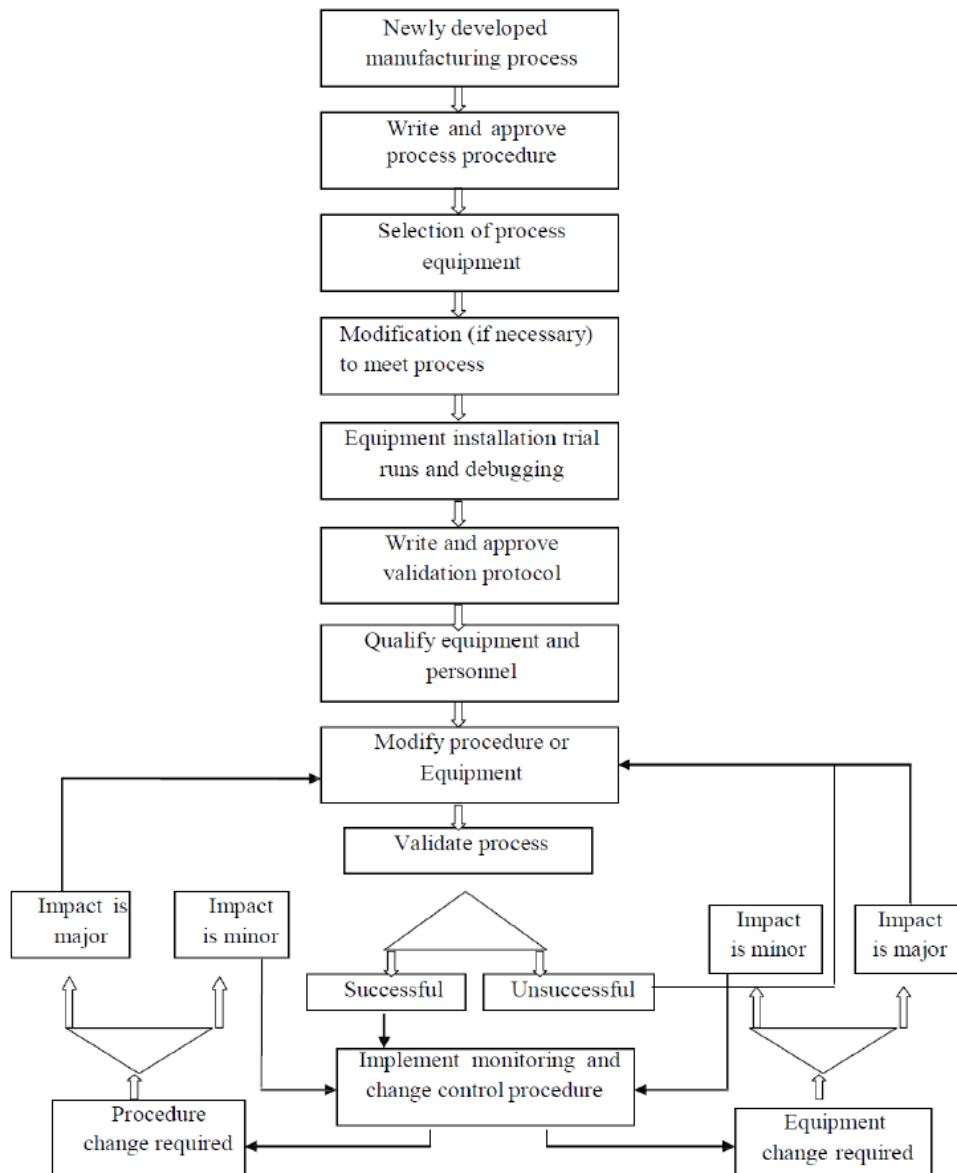 Newly developed
manufacturing process
Write and approve
process procedure
Selection of process
equipment
Modification (if necessary)
to meet process
Equipment installation trial
runs and debugging
Write and approve
validation protocol
Qualify equipment and
personnel
Modify procedure or
Equipment
Validate process
Impact is
major
Impact
is minor
Impact
is minor
Impact
is major
Successful
Unsuccessful
Implement monitoring and
change control procedure
Procedure
change required
Equipment
change required